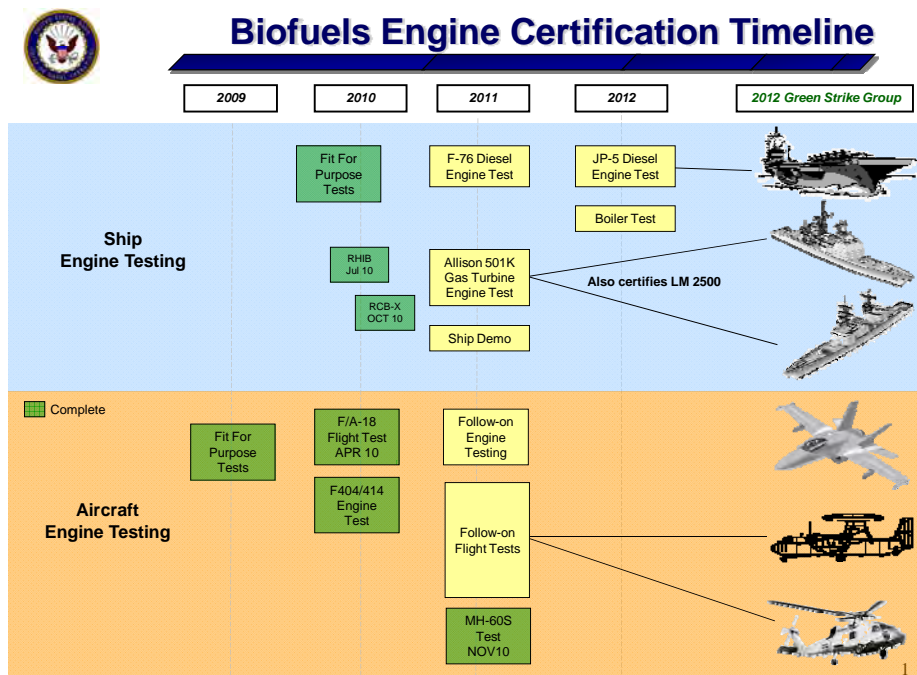 Biofuels Engine Certification Timeline
2009
2010
2011
2012
2012 Green Strike Group
Ship
Engine Testing
Fit For
Purpose
Tests
F-76 Diesel
Engine Test
JP-5 Diesel
Engine Test
Boiler Test
RHIB
Jul 10
RCB-X
OCT 10
Allison 501K
Gas Turbine
Engine Test
Also certifies LM 2500
Ship Demo
Complete
Aircraft
Engine Testing
Fit For
Purpose
Tests
F/A-18
Flight Test
APR 10
F404/414
Engine
Test
Follow-on
Engine
Testing
Follow-on
Flight Tests
MH-60S
Test
NOV10
1